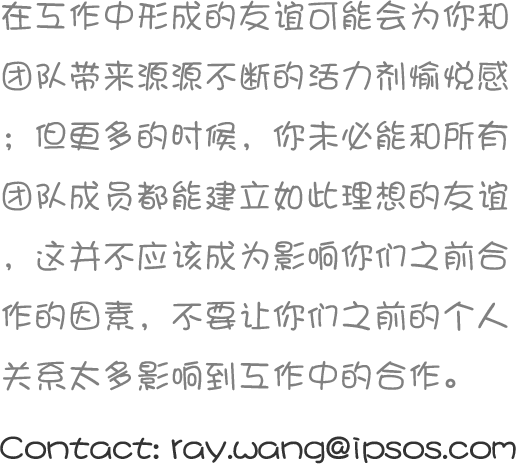 在工作中形成的友谊可能会为你和
团队带来源源不断的活力剂愉悦感
；但更多的时候，你未必能和所有
团队成员都能建立如此理想的友谊
，这并不应该成为影响你们之前合
作的因素，不要让你们之前的个人
关系太多影响到工作中的合作。
Contact: ray.wang@ipsos.com